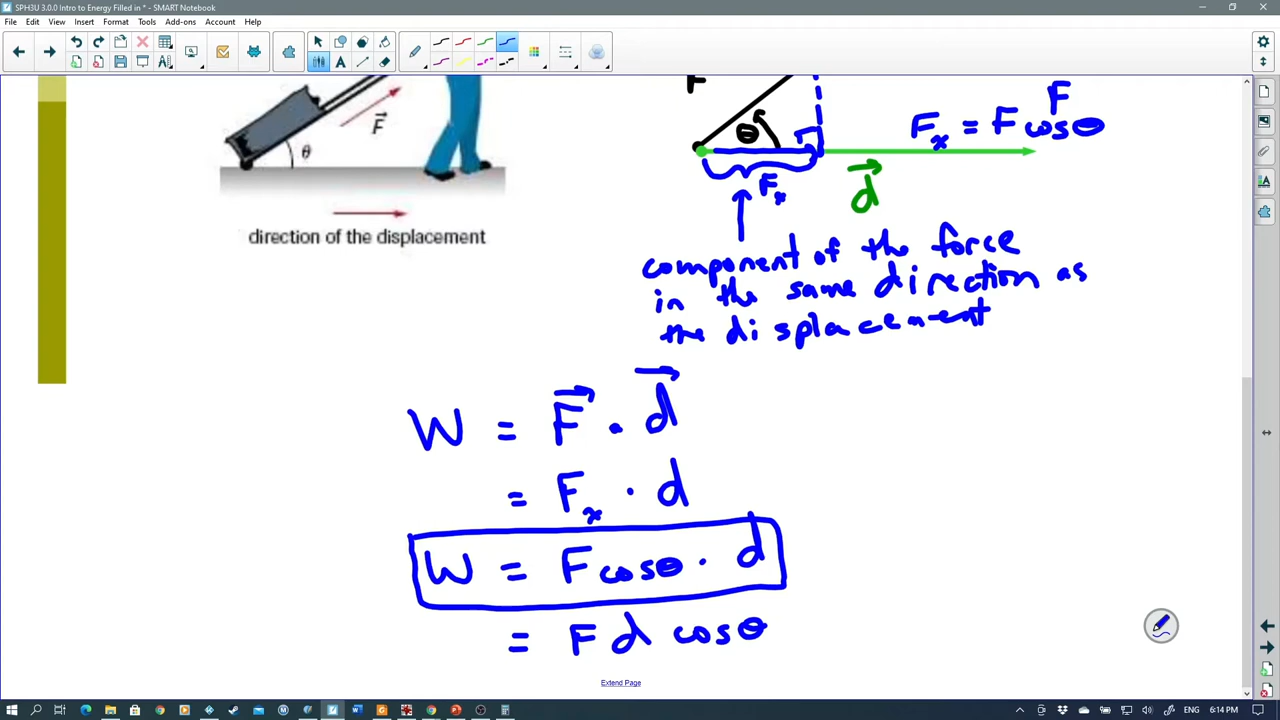 SPH3U 3.0.0 Intro to Energy Filled in * - SMART Notebook
File Edit View Insert Format Tools Add-ons Account Help
F
θ
direction of the displacement
F
θ
F
Fx = F cosθ
Fx
d
component of the force
in the same direction as
the displacement
W = F · d
= Fx · d
W = Fcosθ · d
= F d cosθ
Extend Page
ENG 6:14 PM